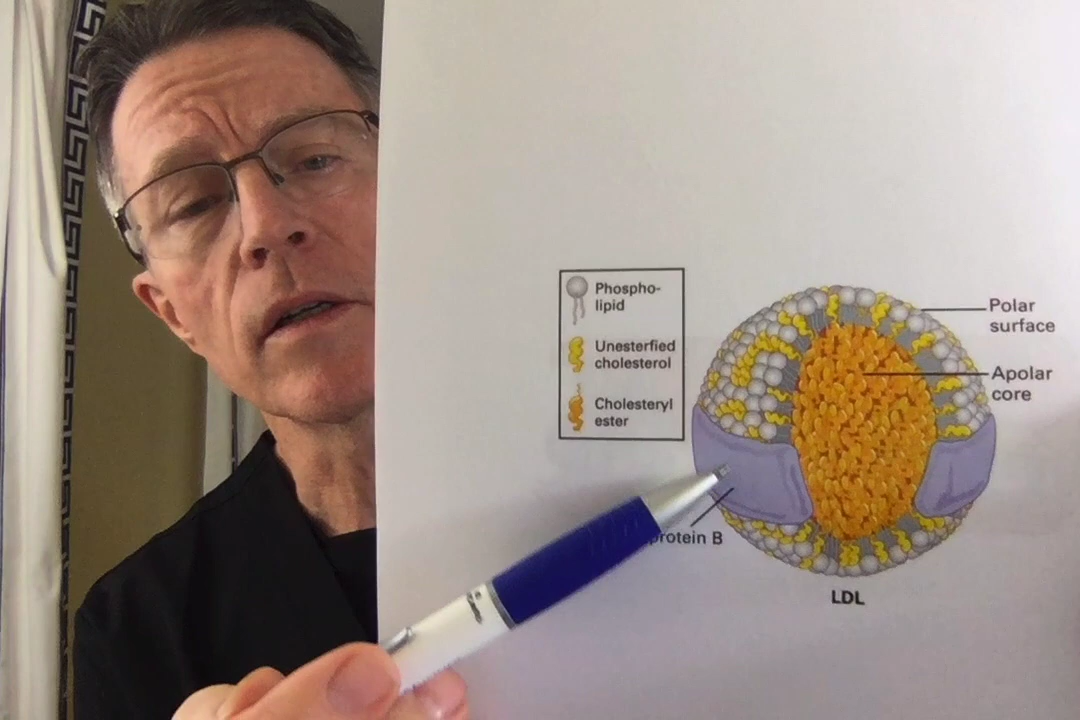 Phospho-
lipid
Unesterfied
cholesterol
Cholesteryl
ester
Polar
surface
Apolar
core
protein B
LDL